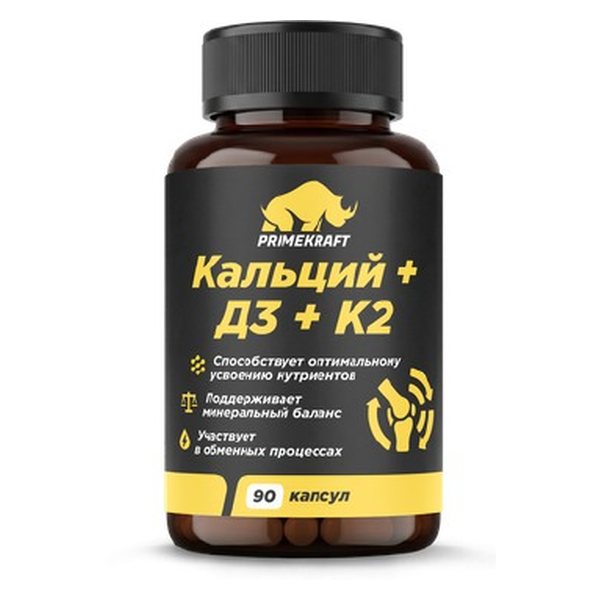 PRIMEKRAFT
Кальций +
Д3 + К2
Способствует оптимальному
усвоению нутриентов
Поддерживает
минеральный баланс
Участвует
в обменных процессах
90 капсул